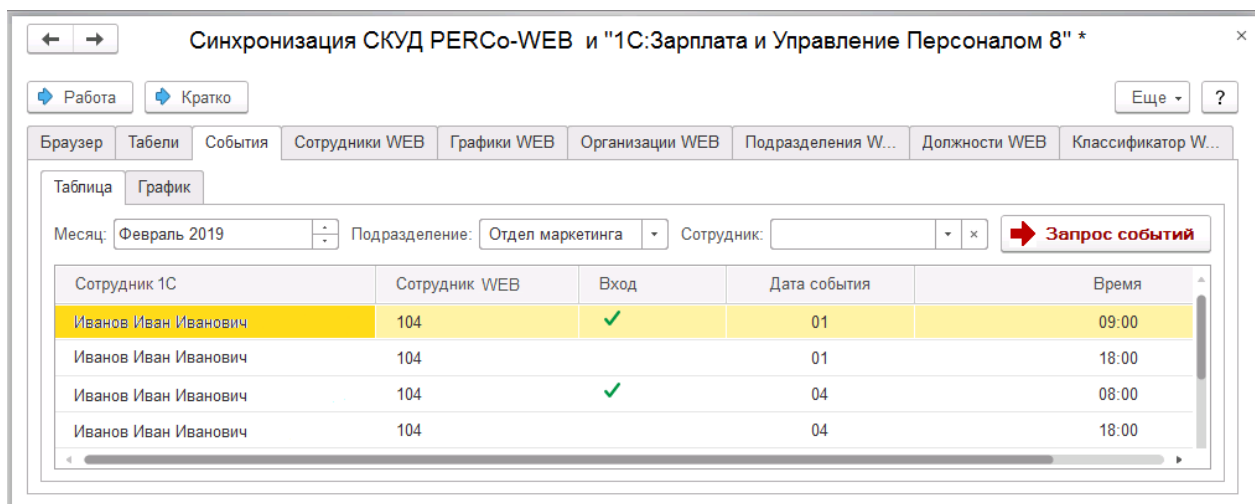 Синхронизация СКУД PERCo-WEB и "1С:Зарплата и Управление Персоналом 8" *
Работа Кратко Еще ?
Браузер Табели События Сотрудники WEB Графики WEB Организации WEB Подразделения W... Должности WEB Классификатор W...
Таблица График
Месяц: Февраль 2019 Подразделение: Отдел маркетинга Сотрудник: Запрос событий
Сотрудник 1С Сотрудник WEB Вход Дата события Время
Иванов Иван Иванович 104 01 09:00
Иванов Иван Иванович 104 01 18:00
Иванов Иван Иванович 104 04 08:00
Иванов Иван Иванович 104 04 18:00